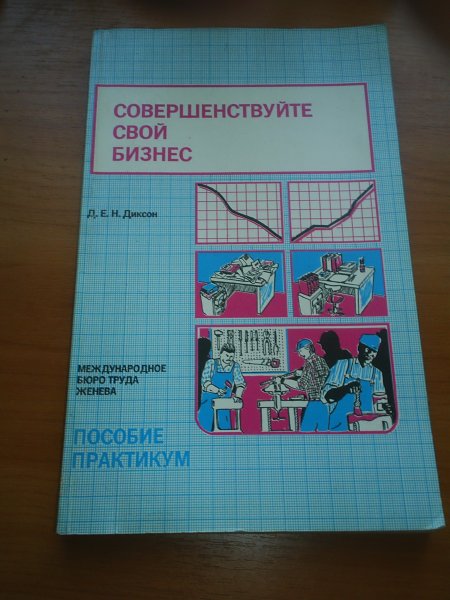 СОВЕРШЕНСТВУЙТЕ
СВОЙ
БИЗНЕС
Д. Е. Н. Диксон
МЕЖДУНАРОДНОЕ
БЮРО ТРУДА
ЖЕНЕВА
ПОСОБИЕ
ПРАКТИКУМ